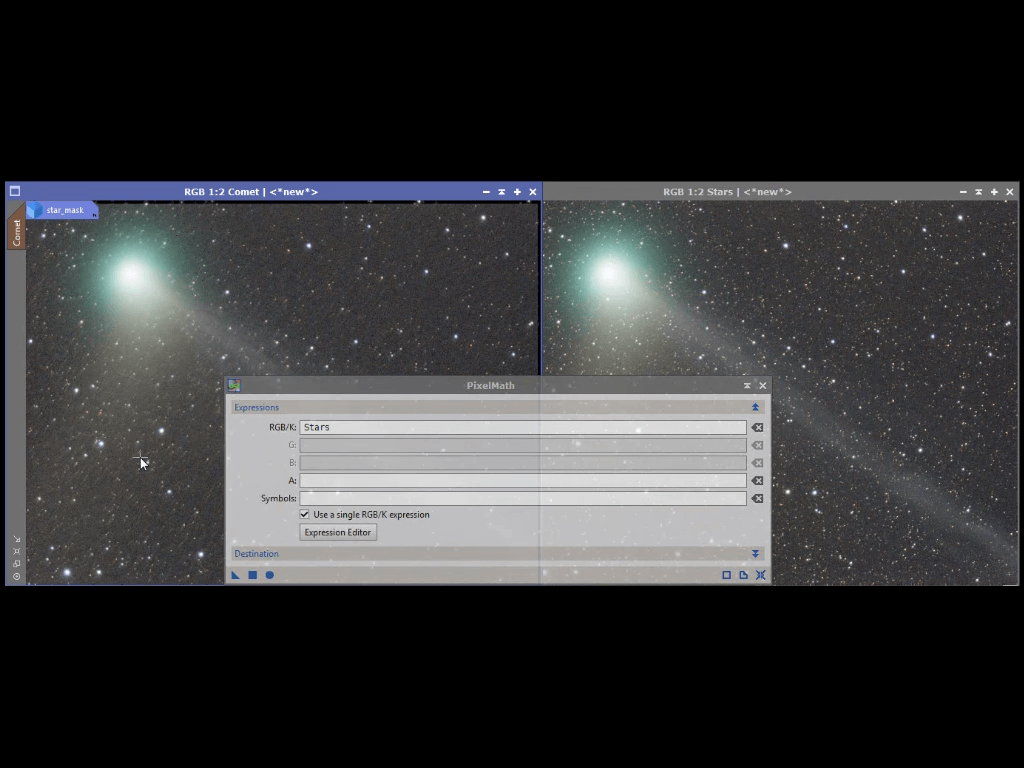 RGB 1:2 Comet | <*new*>
RGB 1:2 Stars | <*new*>
star_mask
Comet
PixelMath
Expressions
RGB/K: Stars
G:
B:
A:
Symbols:
Use a single RGB/K expression
Expression Editor
Destination